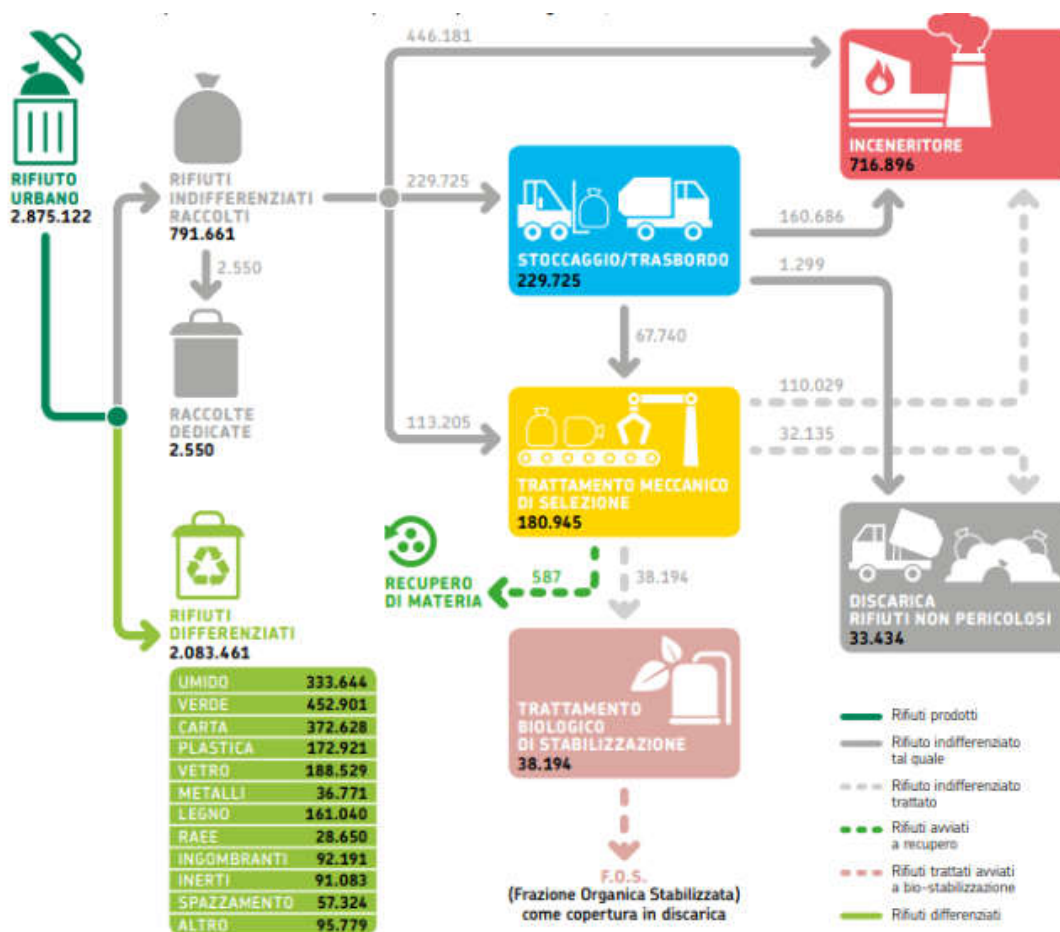 446.181
RIFIUTO
URBANO
2.875.122
RIFIUTI
INDIFFERENZIATI
RACCOLTI
791.661
2.550
RACCOLTE
DEDICATE
2.550
229.725
113.205
STOCCAGGIO/TRASBORDO
229.725
67.740
160.686
1.299
INCENERITORE
716.896
TRATTAMENTO MECCANICO
DI SELEZIONE
180.945
110.029
32.135
587
38.194
RECUPERO
DI MATERIA
DISCARICA
RIFIUTI NON PERICOLOSI
33.434
TRATTAMENTO
BIOLOGICO
DI STABILIZZAZIONE
38.194
F.O.S.
(Frazione Organica Stabilizzata)
come copertura in discarica
RIFIUTI
DIFFERENZIATI
2.083.461
UMIDO 333.644
VERDE 452.901
CARTA 372.628
PLASTICA 172.921
VETRO 188.529
METALLI 36.771
LEGNO 161.040
RAEE 28.650
INGOMBRANTI 92.191
INERTI 91.083
SPAZZAMENTO 57.324
ALTRO 95.779
Rifiuti prodotti
Rifiuto indifferenziato
tal quale
Rifiuto indifferenziato
trattato
Rifiuti avviati
a recupero
Rifiuti trattati avviati
a bio-stabilizzazione
Rifiuti differenziati